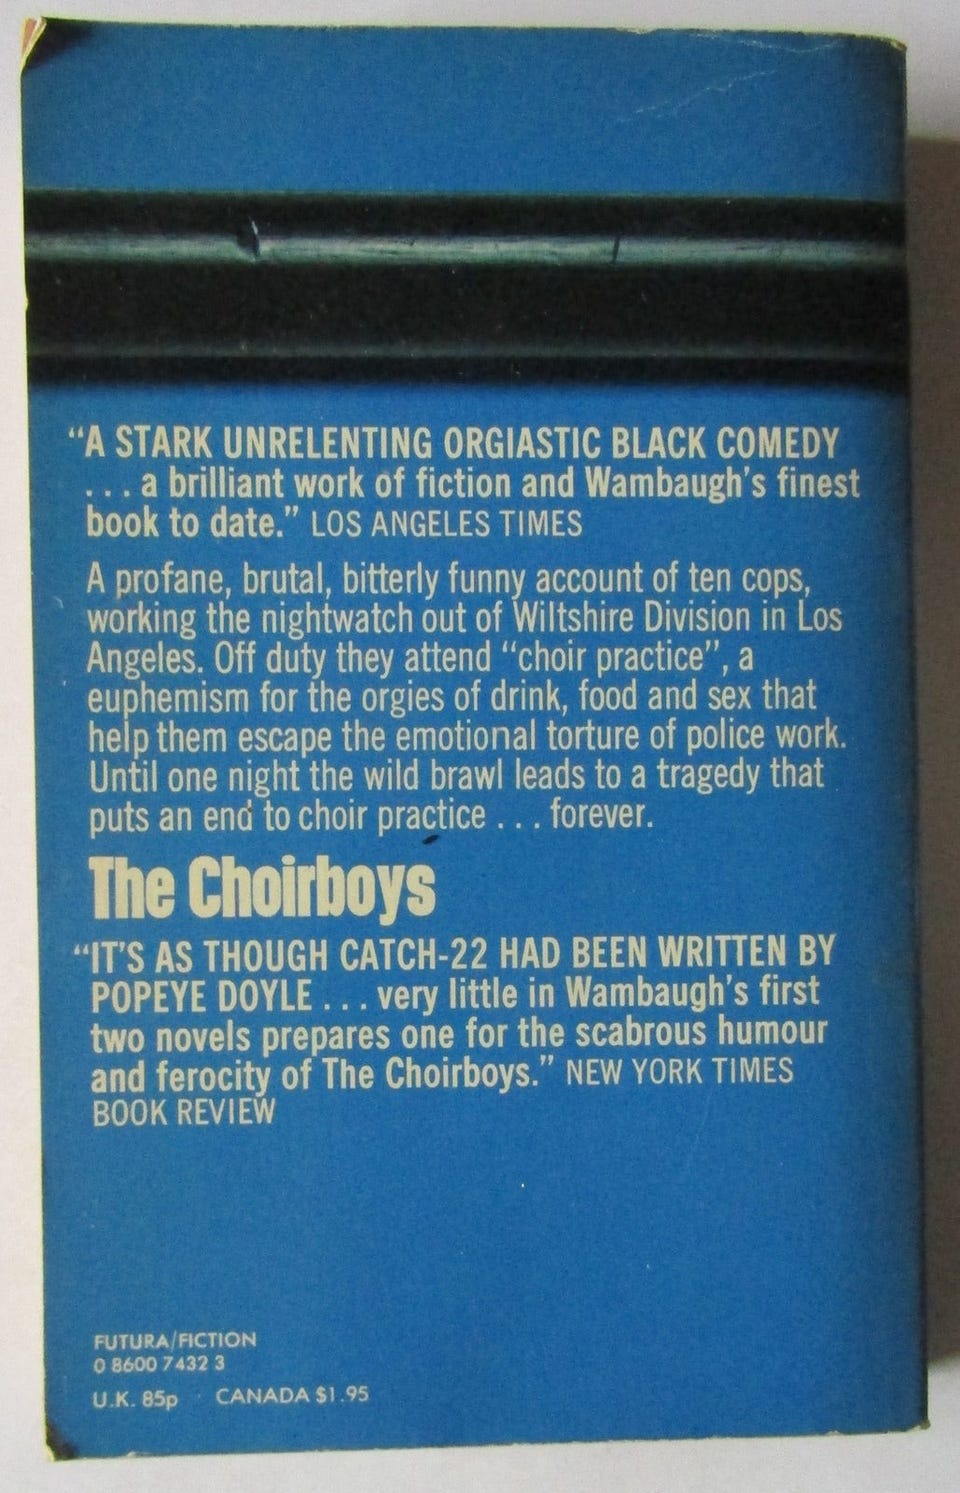 “A STARK UNRELENTING ORGIASTIC BLACK COMEDY
. . . a brilliant work of fiction and Wambaugh’s finest
book to date.” LOS ANGELES TIMES
A profane, brutal, bitterly funny account of ten cops,
working the nightwatch out of Wiltshire Division in Los
Angeles. Off duty they attend “choir practice”, a
euphemism for the orgies of drink, food and sex that
help them escape the emotional torture of police work.
Until one night the wild brawl leads to a tragedy that
puts an end to choir practice . . . forever.
The Choirboys
“IT’S AS THOUGH CATCH-22 HAD BEEN WRITTEN BY
POPEYE DOYLE . . . very little in Wambaugh’s first
two novels prepares one for the scabrous humour
and ferocity of The Choirboys.” NEW YORK TIMES
BOOK REVIEW
FUTURA/FICTION
0 8600 7432 3
U.K. 85p CANADA $1.95